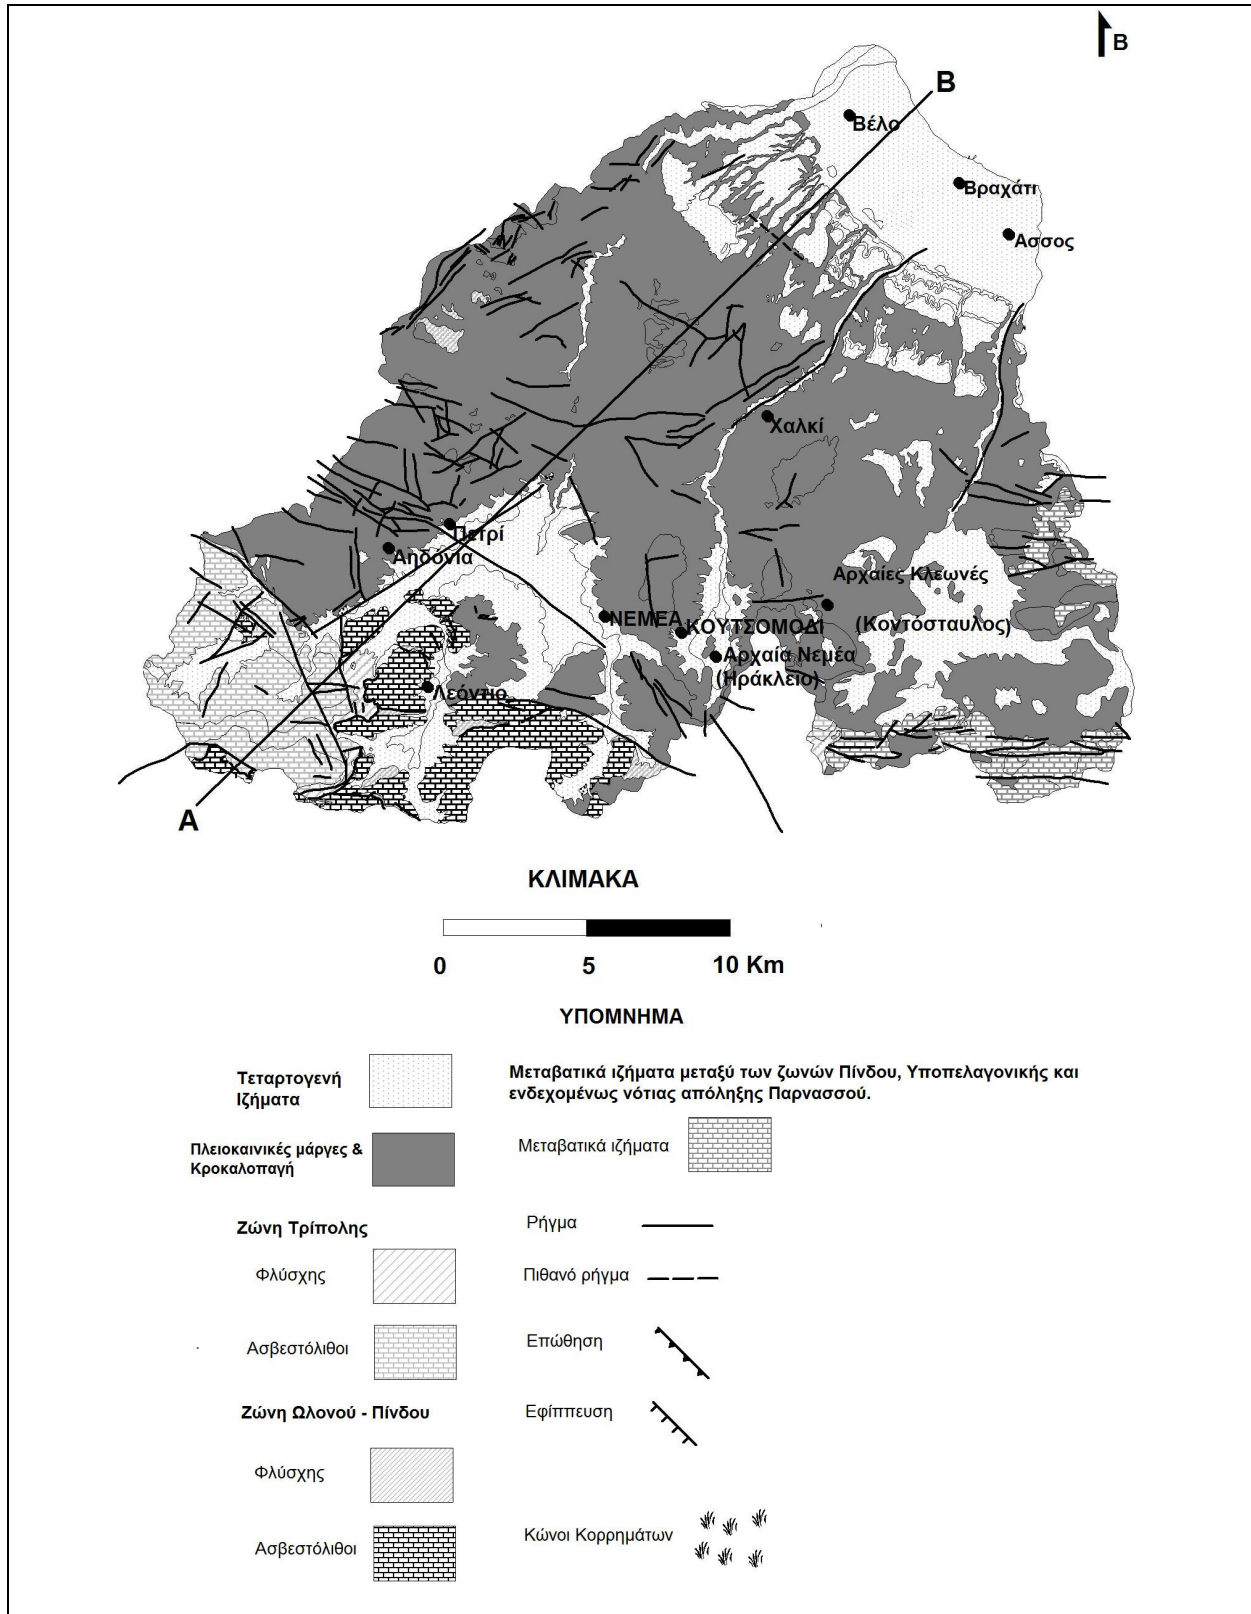 B
B
Βέλο
Βραχάτι
Ασσος
Χαλκί
Πετρί
Αηδόνια
Αρχαίες Κλεωνές
(Κοντόσταυλος)
ΝΕΜΕΑ
ΚΟΥΤΣΟΜΟΔΙ
Αρχαία Νεμέα
(Ηράκλειο)
Λεόντιο
A
ΚΛΙΜΑΚΑ
0 5 10 Km
ΥΠΟΜΝΗΜΑ
Τεταρτογενή
Ιζήματα
Πλειοκαινικές μάργες &
Κροκαλοπαγή
Ζώνη Τρίπολης
Φλύσχης
Ασβεστόλιθοι
Ζώνη Ωλονού - Πίνδου
Φλύσχης
Ασβεστόλιθοι
Μεταβατικά ιζήματα μεταξύ των ζωνών Πίνδου, Υποπελαγονικής και
ενδεχομένως νότιας απόληξης Παρνασσού.
Μεταβατικά ιζήματα
Ρήγμα
Πιθανό ρήγμα
Επώθηση
Εφίππευση
Κώνοι Κορρημάτων